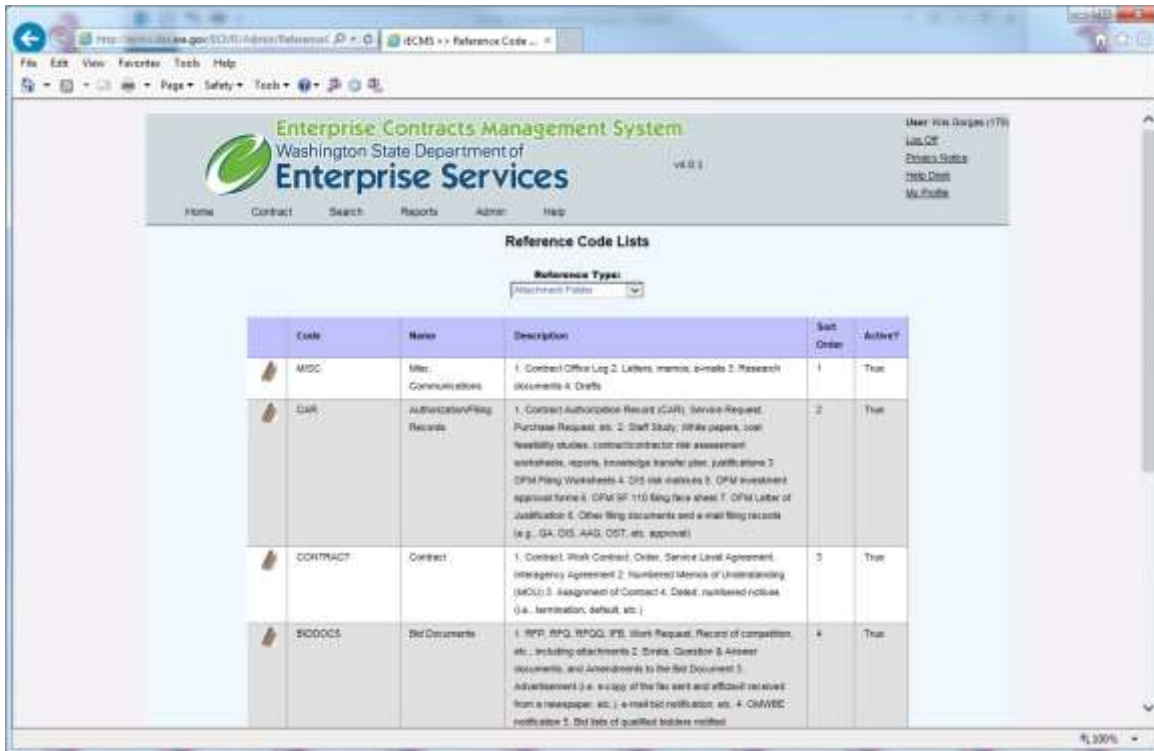 iECMS >> Reference Code ...
File Edit View Favorites Tools Help
Page Safety Tools
Enterprise Contracts Management System
Washington State Department of
Enterprise Services
v4.0.1
User:
Log Off
Privacy Notice
Help Desk
My Profile
Home Contract Search Reports Admin Help
Reference Code Lists
Reference Type:
Attachment Folder
Code Name Description Sort Order Active?
MISC Misc. Communications 1 True
1. Contract Office Log 2. Letters, memos, e-mails 3. Research
documents 4. Drafts
CAR Authorization/Filing Records 2 True
1. Contract Authorization Record (CAR), Service Request,
Purchase Request, etc. 2. Staff Study, White papers, cost
feasibility studies, contract/contractor risk assessment
worksheets, reports, knowledge transfer plan, justifications 3.
OFM Filing Worksheets 4. DIS risk matrices 5. OFM investment
approval forms 6. OFM SF 110 filing face sheet 7. OFM Letter of
Justification 8. Other filing documents and e-mail filing records
(e.g., GA, DIS, AAG, OST, etc. approval)
CONTRACT Contract 3 True
1. Contract, Work Contract, Order, Service Level Agreement,
Interagency Agreement 2. Numbered Memos of Understanding
(MOU) 3. Assignment of Contract 4. Dated, numbered notices
(i.e., termination, default, etc.)
BIDDOCS Bid Documents 4 True
1. RFP, RFQ, RFQQ, IFB, Work Request, Record of competition,
etc., including attachments 2. Errata, Question & Answer
documents, and Amendments to the Bid Document 3.
Advertisement (i.e. a copy of the fax sent and affidavit received
from a newspaper, etc.), e-mail bid notification, etc. 4. OMWBE
notification 5. Bid lists of qualified bidders notified
100%